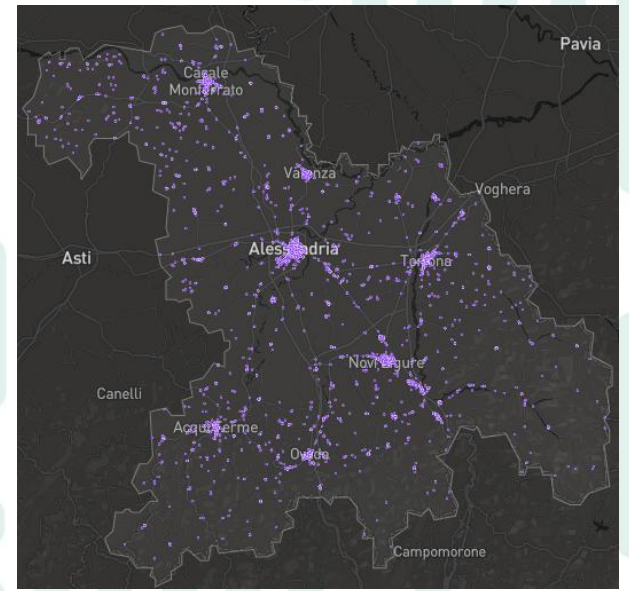 Pavia
Casale
Monferrato
Valenza
Voghera
Alessandria
Asti
Tortona
Novi Ligure
Canelli
Acqui Terme
Ovada
Campomorone